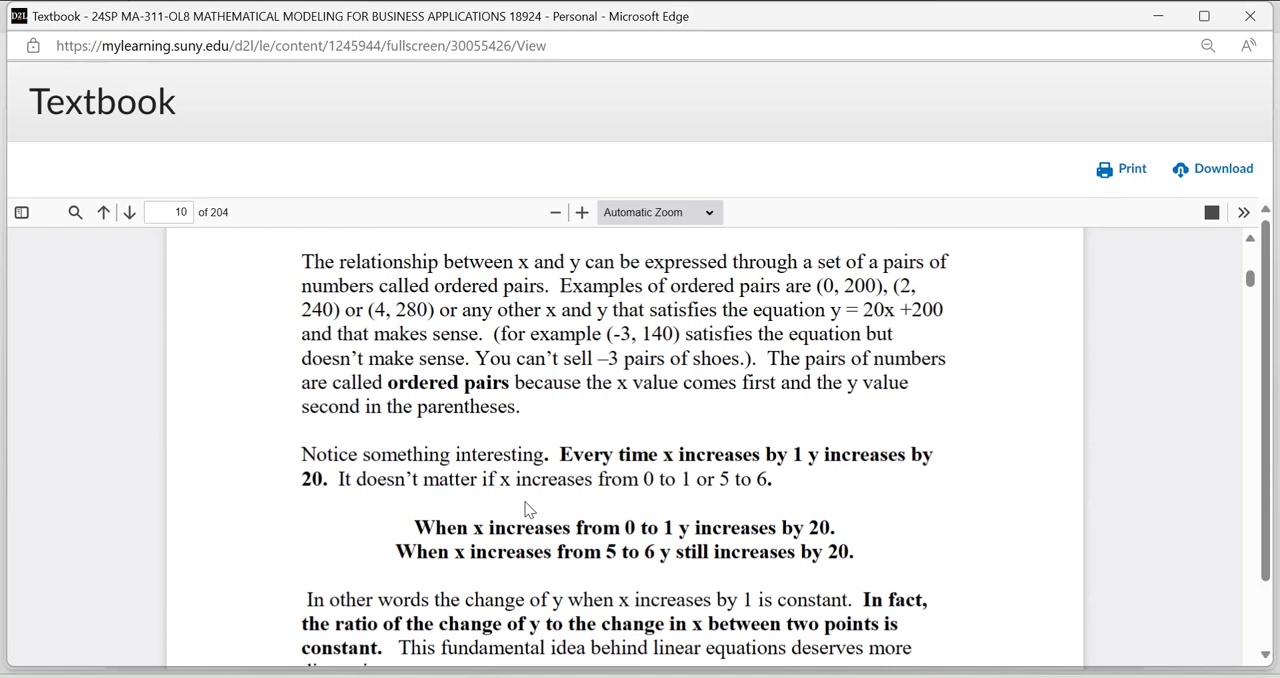 Textbook - 24SP MA-311-OL8 MATHEMATICAL MODELING FOR BUSINESS APPLICATIONS 18924 - Personal - Microsoft Edge
https://mylearning.suny.edu/d2l/le/content/1245944/fullscreen/30055426/View
Textbook
Print Download
10 of 204 Automatic Zoom
The relationship between x and y can be expressed through a set of a pairs of
numbers called ordered pairs. Examples of ordered pairs are (0, 200), (2,
240) or (4, 280) or any other x and y that satisfies the equation y = 20x +200
and that makes sense. (for example (-3, 140) satisfies the equation but
doesn’t make sense. You can’t sell –3 pairs of shoes.). The pairs of numbers
are called ordered pairs because the x value comes first and the y value
second in the parentheses.
Notice something interesting. Every time x increases by 1 y increases by
20. It doesn’t matter if x increases from 0 to 1 or 5 to 6.
When x increases from 0 to 1 y increases by 20.
When x increases from 5 to 6 y still increases by 20.
In other words the change of y when x increases by 1 is constant. In fact,
the ratio of the change of y to the change in x between two points is
constant. This fundamental idea behind linear equations deserves more